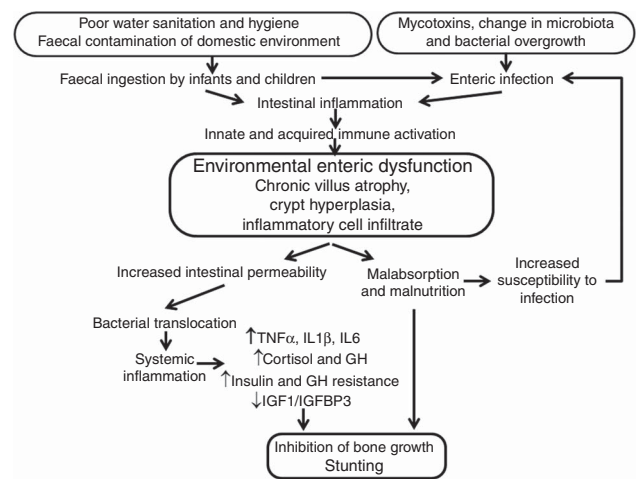 Poor water sanitation and hygiene
Faecal contamination of domestic environment
Mycotoxins, change in microbiota
and bacterial overgrowth
Faecal ingestion by infants and children
Enteric infection
Intestinal inflammation
Innate and acquired immune activation
Environmental enteric dysfunction
Chronic villus atrophy,
crypt hyperplasia,
inflammatory cell infiltrate
Increased intestinal permeability
Malabsorption
and malnutrition
Increased
susceptibility to
infection
Bacterial translocation
Systemic
inflammation
↑TNFα, IL1β, IL6
↑Cortisol and GH
↑Insulin and GH resistance
↓IGF1/IGFBP3
Inhibition of bone growth
Stunting